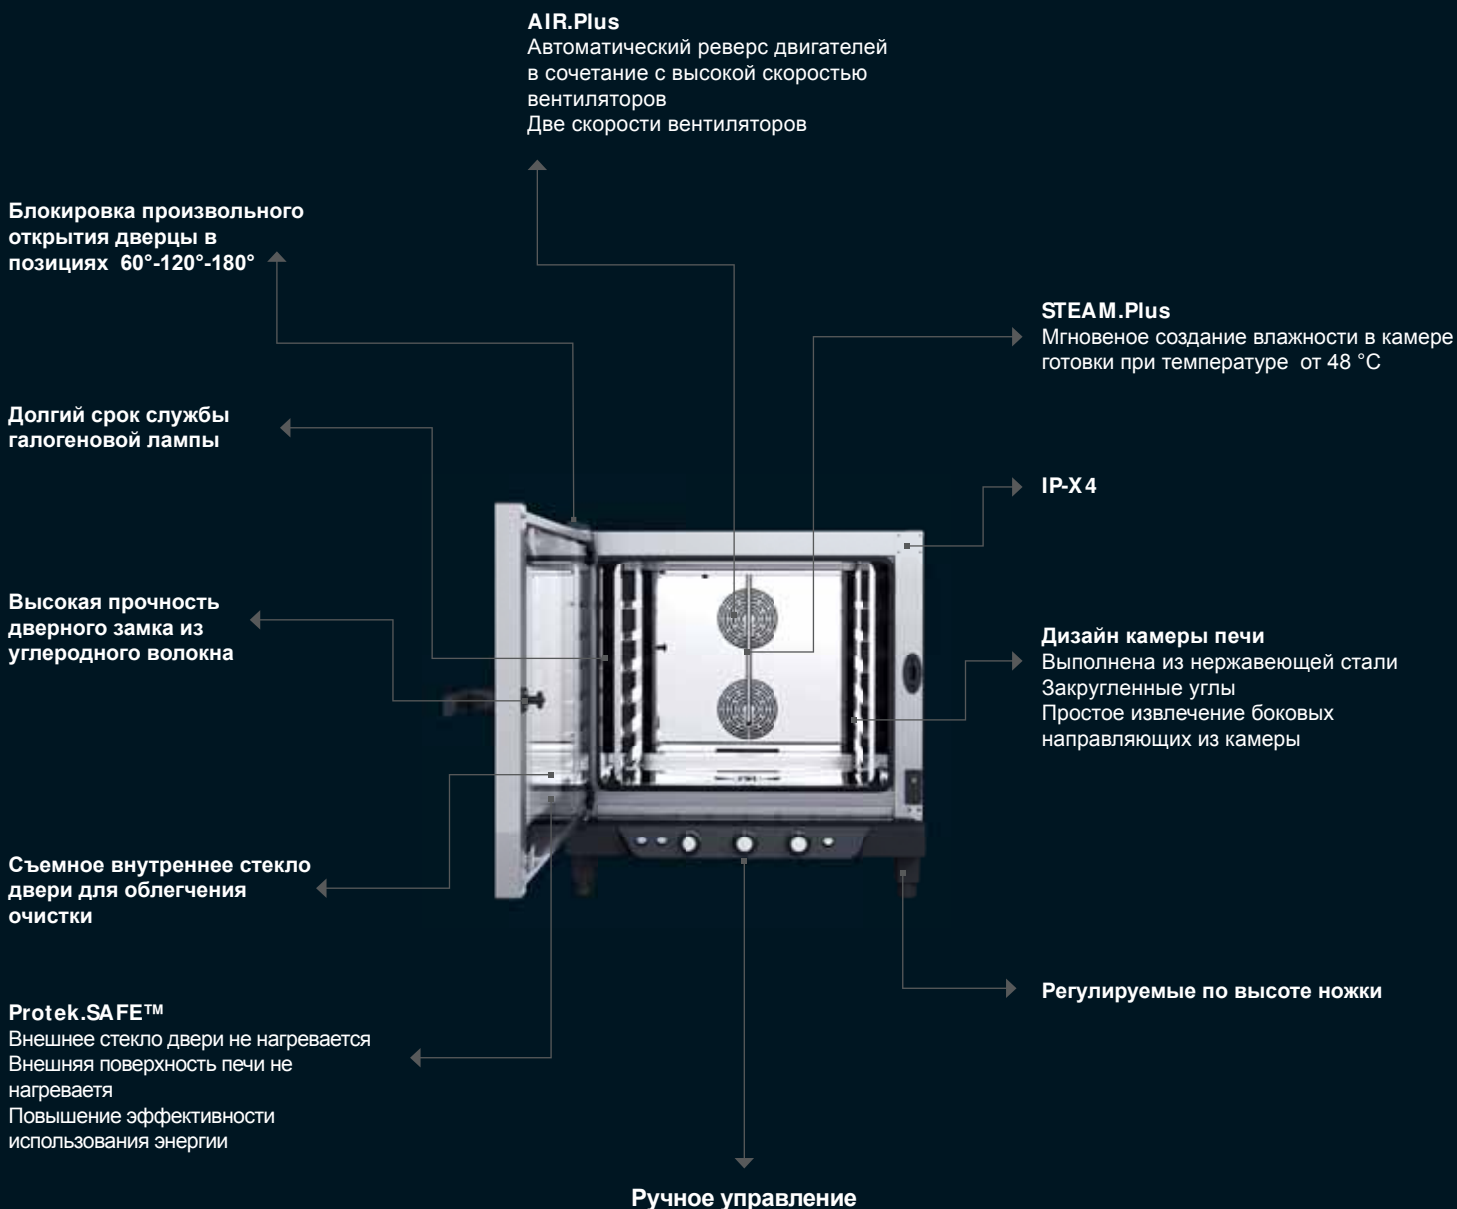 AIR.Plus
Автоматический реверс двигателей
в сочетание с высокой скоростью
вентиляторов
Две скорости вентиляторов
Блокировка произвольного
открытия дверцы в
позициях 60°-120°-180°
STEAM.Plus
Мгновеное создание влажности в камере
готовки при температуре от 48 °C
Долгий срок службы
галогеновой лампы
IP-X4
Высокая прочность
дверного замка из
углеродного волокна
Дизайн камеры печи
Выполнена из нержавеющей стали
Закругленные углы
Простое извлечение боковых
направляющих из камеры
Съемное внутреннее стекло
двери для облегчения
очистки
Protek.SAFE™
Внешнее стекло двери не нагревается
Внешняя поверхность печи не
нагреваетя
Повышение эффективности
использования энергии
Регулируемые по высоте ножки
Ручное управление